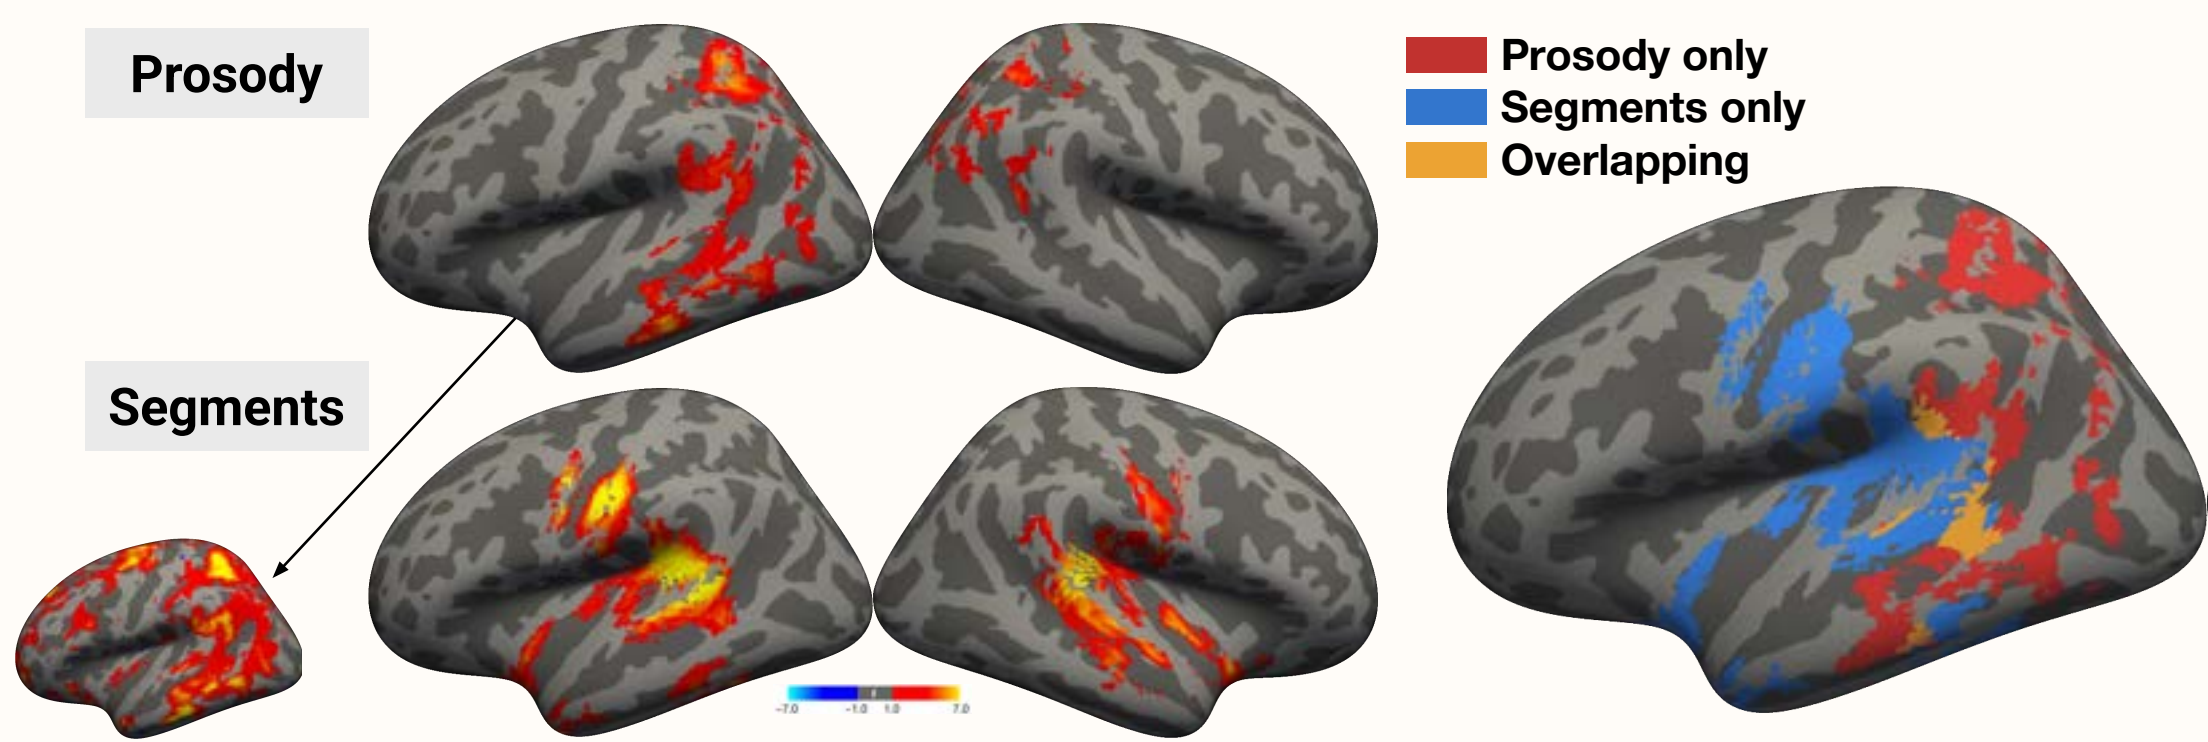 Prosody
Segments
Prosody only
Segments only
Overlapping
-7.0 -1.0 1.0 7.0